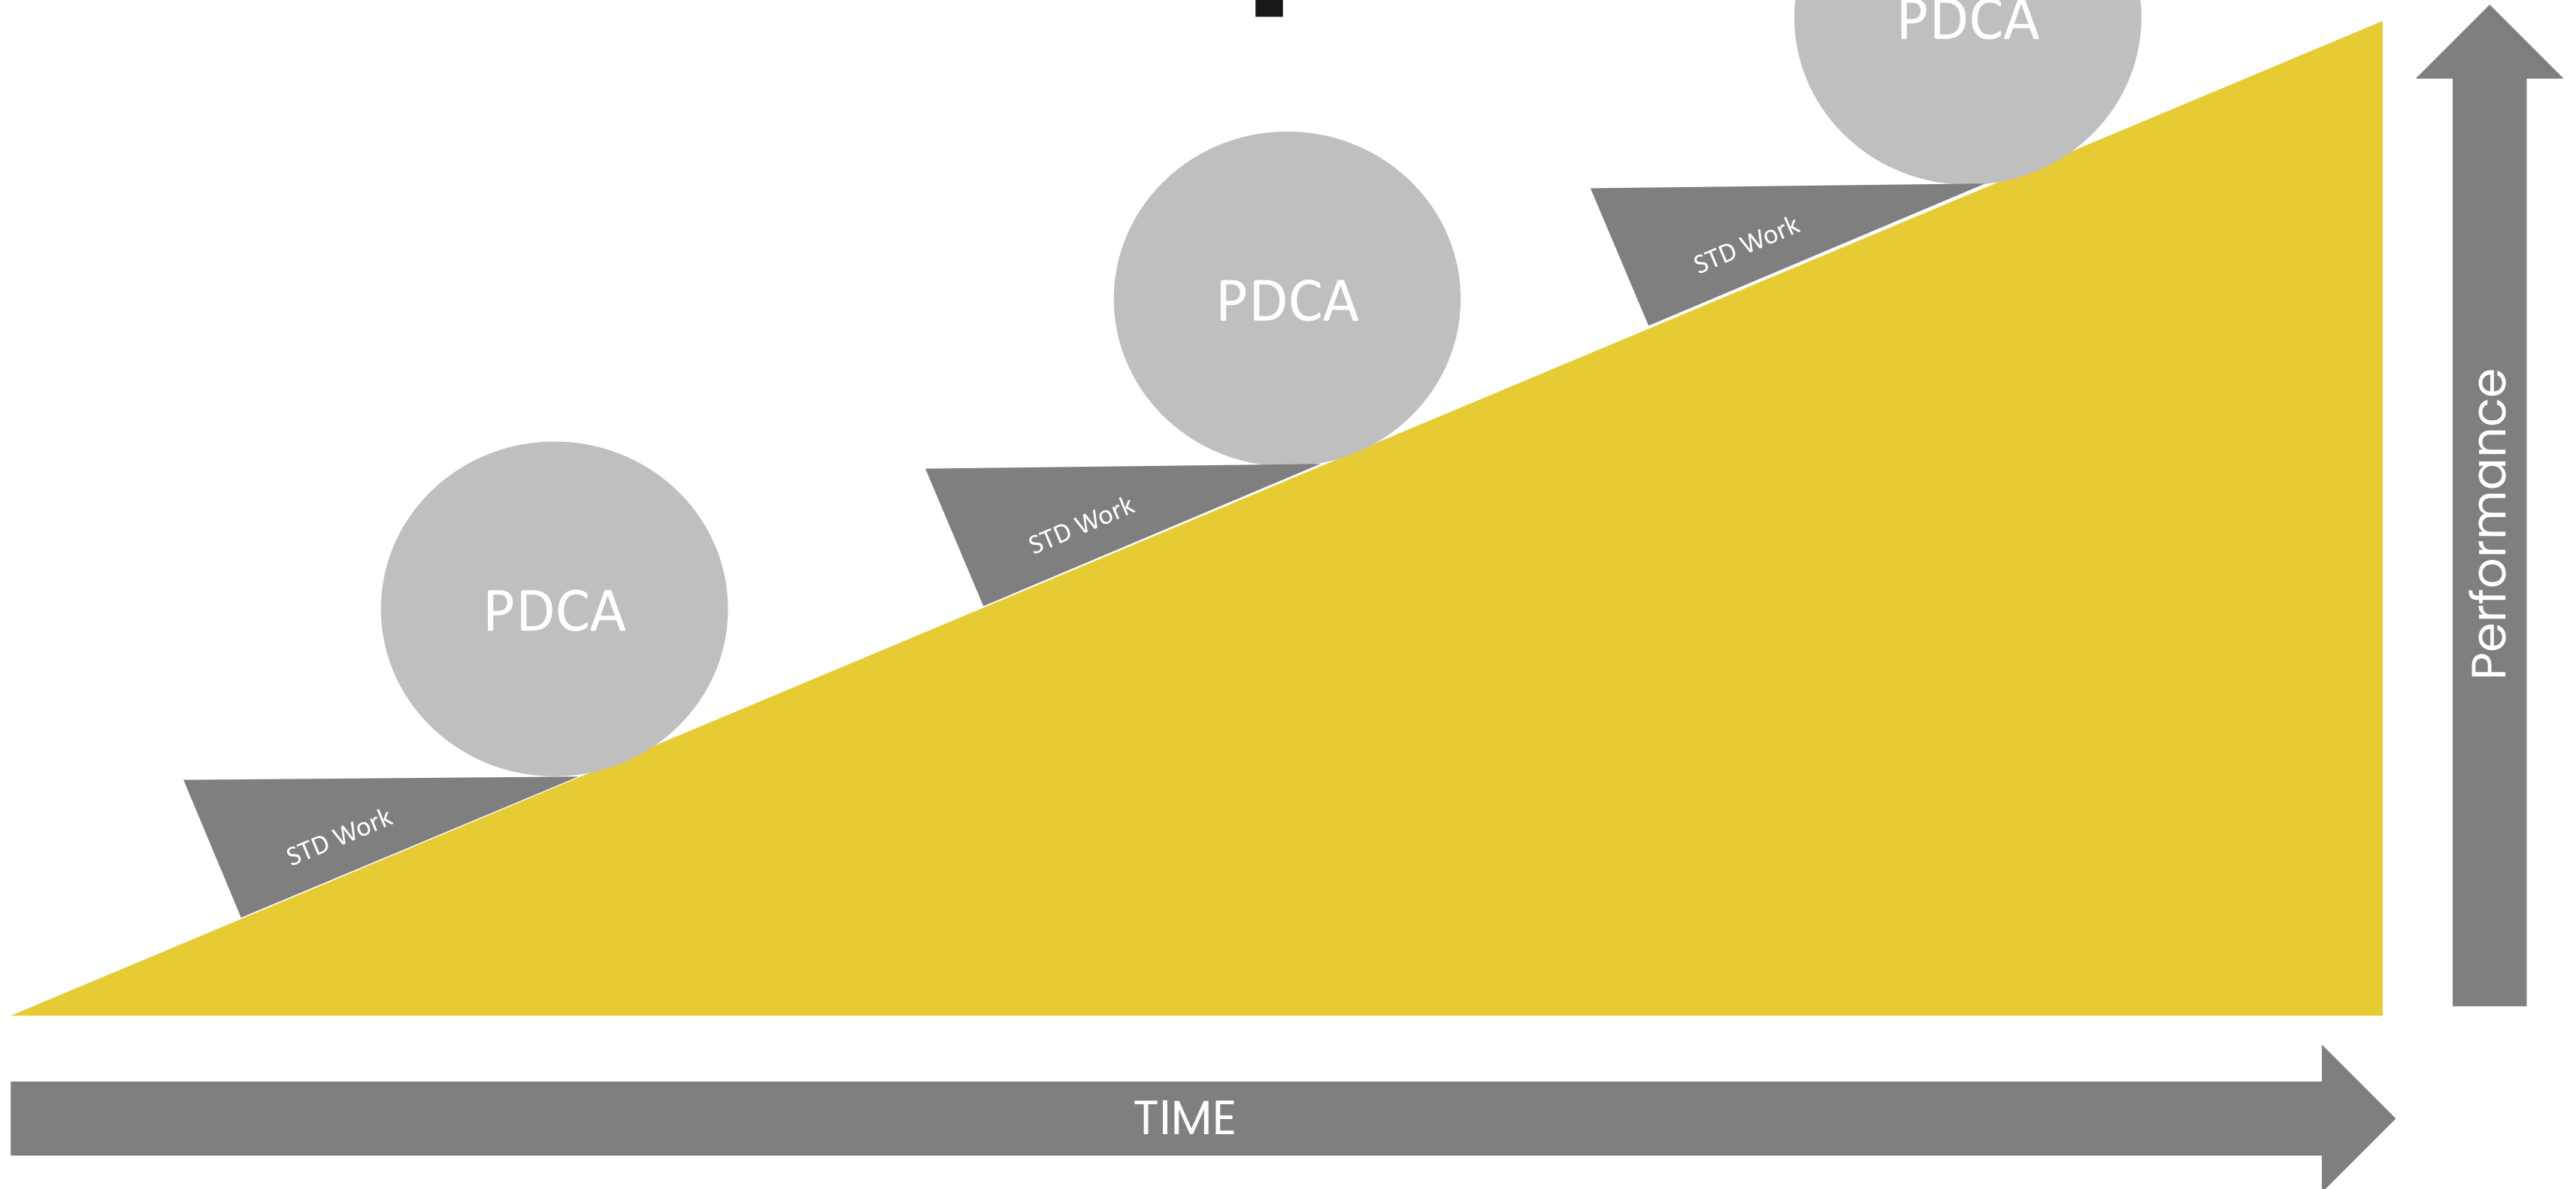 PDCA
PDCA
STD Work
STD Work
PDCA
STD Work
Performance
TIME